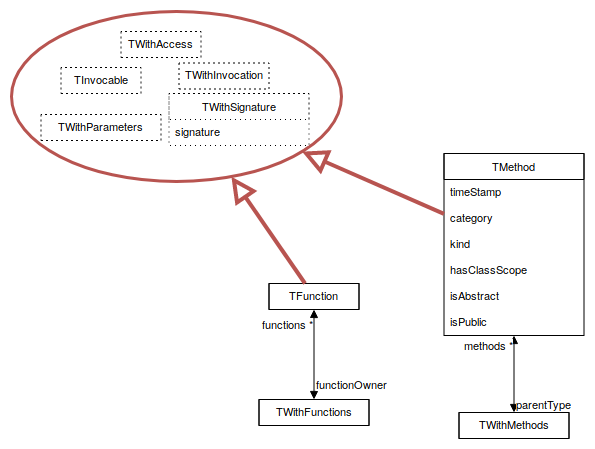 TWithAccess
TInvocable
TWithInvocation
TWithSignature
signature
TWithParameters
TMethod
timeStamp
category
kind
hasClassScope
isAbstract
isPublic
TFunction
functions *
methods *
functionOwner
parentType
TWithFunctions
TWithMethods